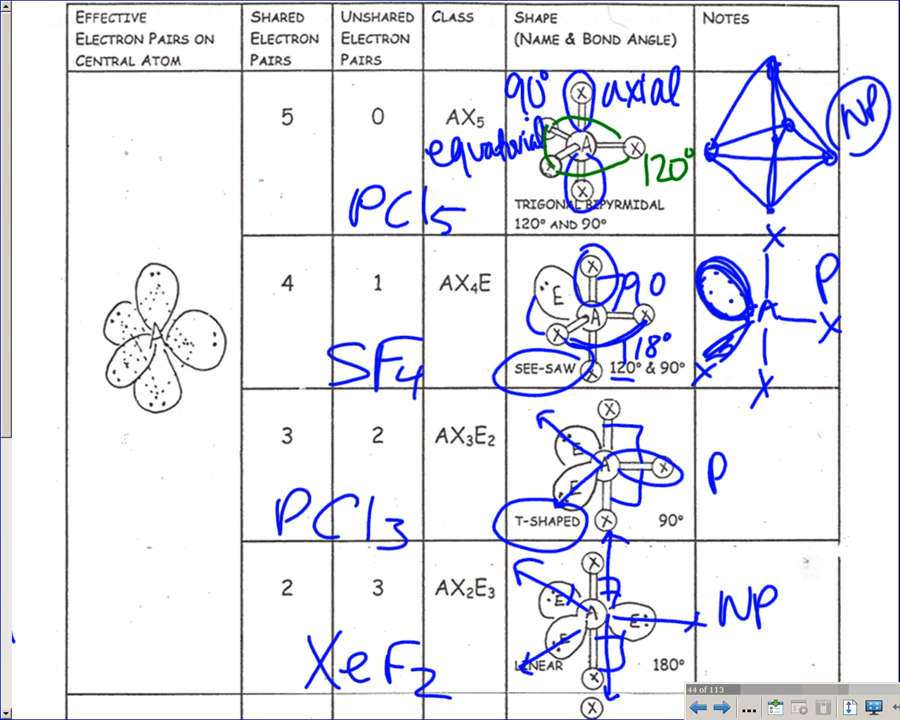 EFFECTIVE ELECTRON PAIRS ON CENTRAL ATOM
SHARED ELECTRON PAIRS
UNSHARED ELECTRON PAIRS
CLASS
SHAPE (NAME & BOND ANGLE)
NOTES
A
5
0
AX5
PCl5
90°
axial
equatorial
120°
X
A
X
X
TRIGONAL BIPYRMIDAL
120° AND 90°
NP
4
1
AX4E
SF4
X
E
90
A
X
X
118°
SEE-SAW
X
120° & 90°
X
P
A
X
X
X
3
2
AX3E2
PCl3
X
E
A
X
E
T-SHAPED
X
90°
P
2
3
AX2E3
XeF2
X
E
A
E
E
LINEAR
X
180°
NP
X
44 of 113